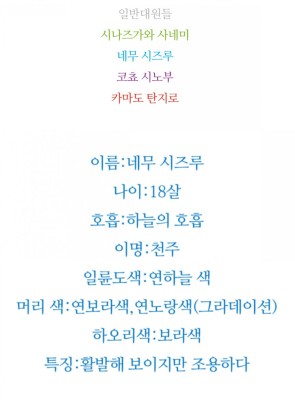 일반대원들
시나즈가와 사네미
네무 시즈루
코쵸 시노부
카마도 탄지로
이름:네무 시즈루
나이:18살
호흡:하늘의 호흡
이명:천주
일륜도색:연하늘 색
머리 색:연보라색,연노랑색(그라데이션)
하오리색:보라색
특징:활발해 보이지만 조용하다